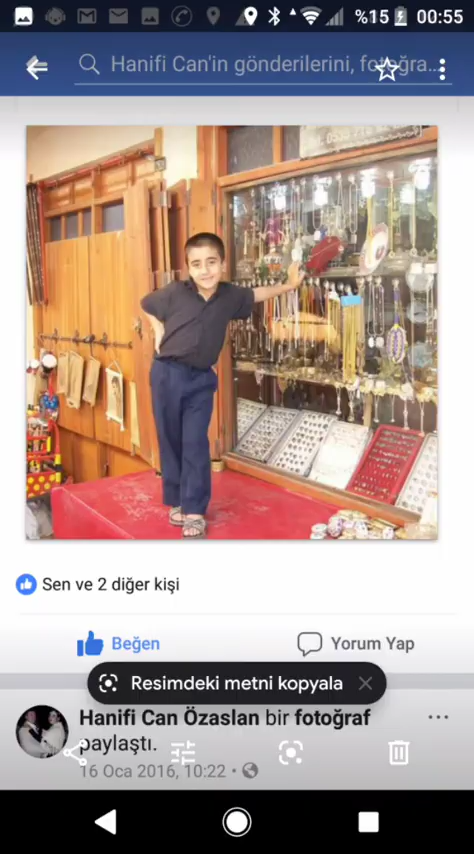 %15 00:55
Hanifi Can'in gönderilerini, fotoğra...
Sen ve 2 diğer kişi
Beğen Yorum Yap
Resimdeki metni kopyala
Hanifi Can Özaslan bir fotoğraf
paylaştı.
16 Oca 2016, 10:22